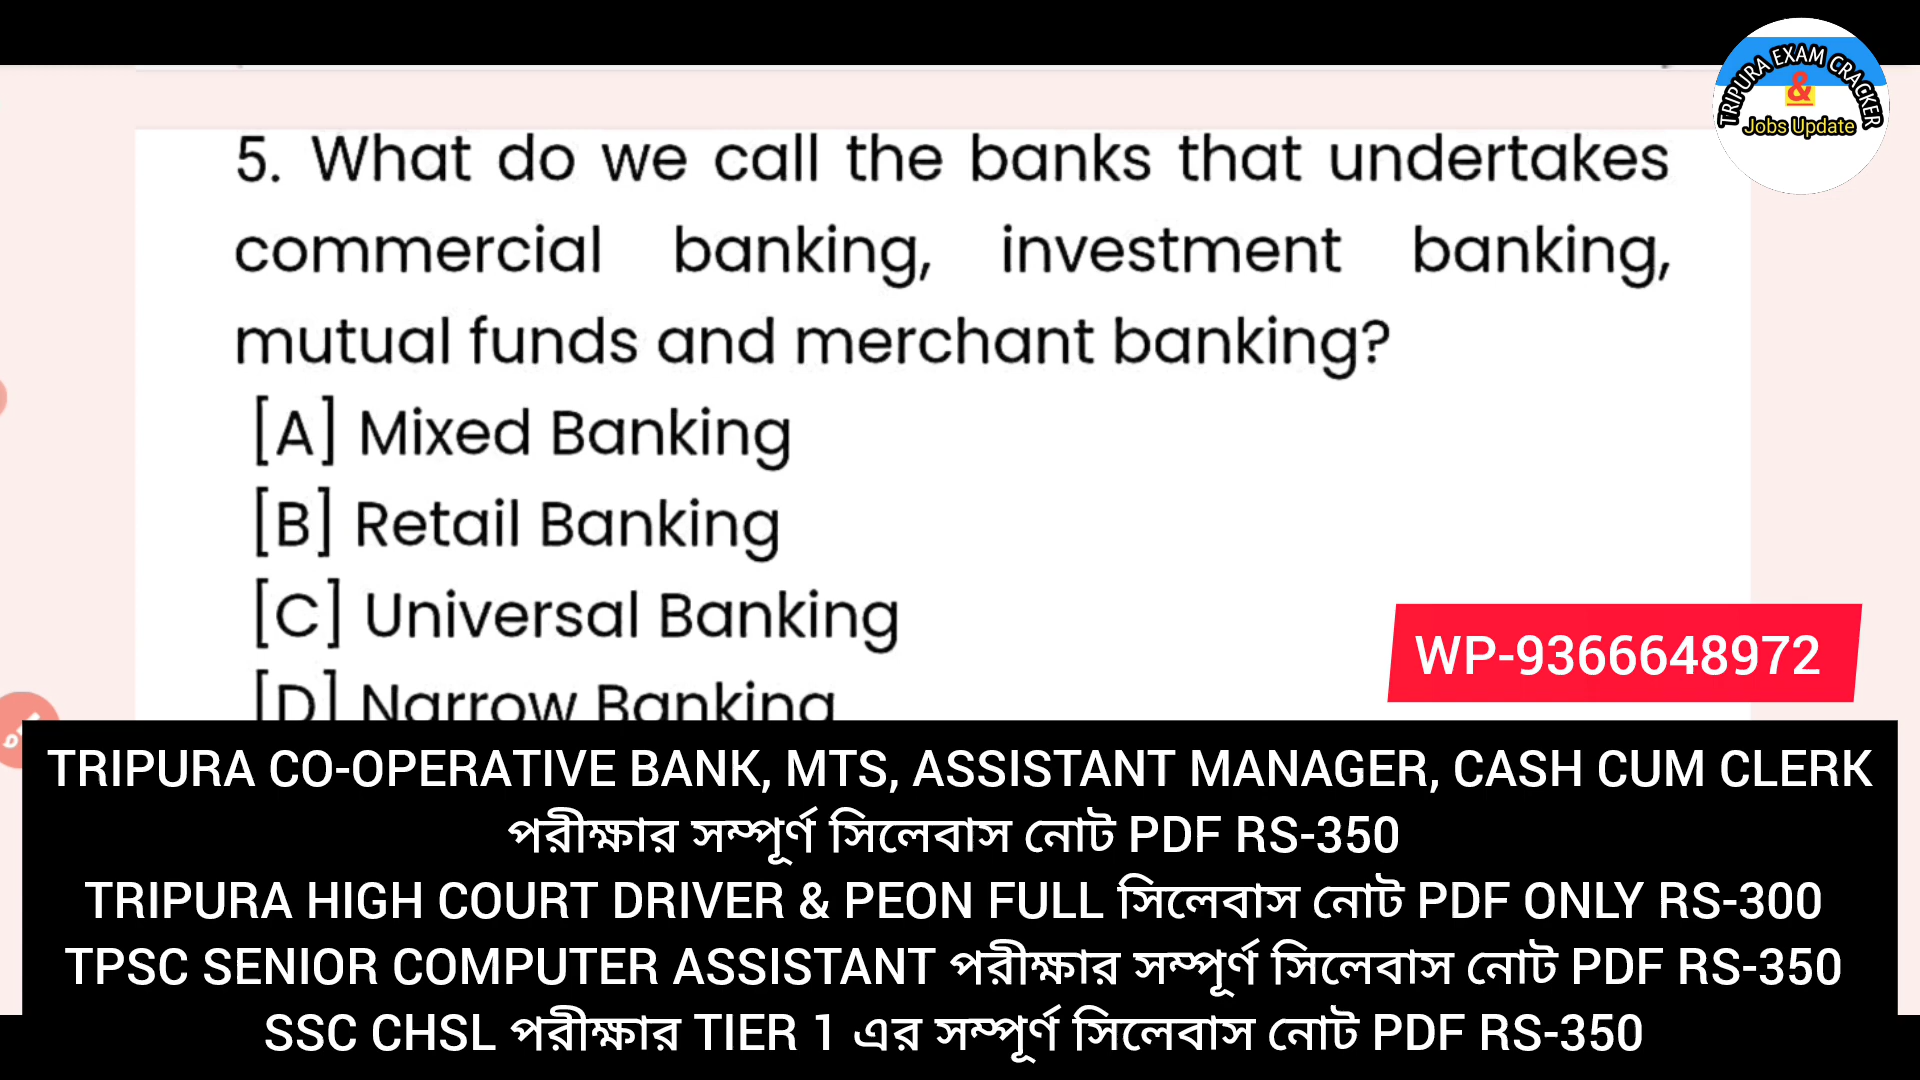 TRIPURA EXAM CRACKER
&
Jobs Update
5. What do we call the banks that undertakes
commercial banking, investment banking,
mutual funds and merchant banking?
[A] Mixed Banking
[B] Retail Banking
[C] Universal Banking
[D] Narrow Banking
WP-9366648972
TRIPURA CO-OPERATIVE BANK, MTS, ASSISTANT MANAGER, CASH CUM CLERK
পরীক্ষার সম্পূর্ণ সিলেবাস নোট PDF RS-350
TRIPURA HIGH COURT DRIVER & PEON FULL সিলেবাস নোট PDF ONLY RS-300
TPSC SENIOR COMPUTER ASSISTANT পরীক্ষার সম্পূর্ণ সিলেবাস নোট PDF RS-350
SSC CHSL পরীক্ষার TIER 1 এর সম্পূর্ণ সিলেবাস নোট PDF RS-350